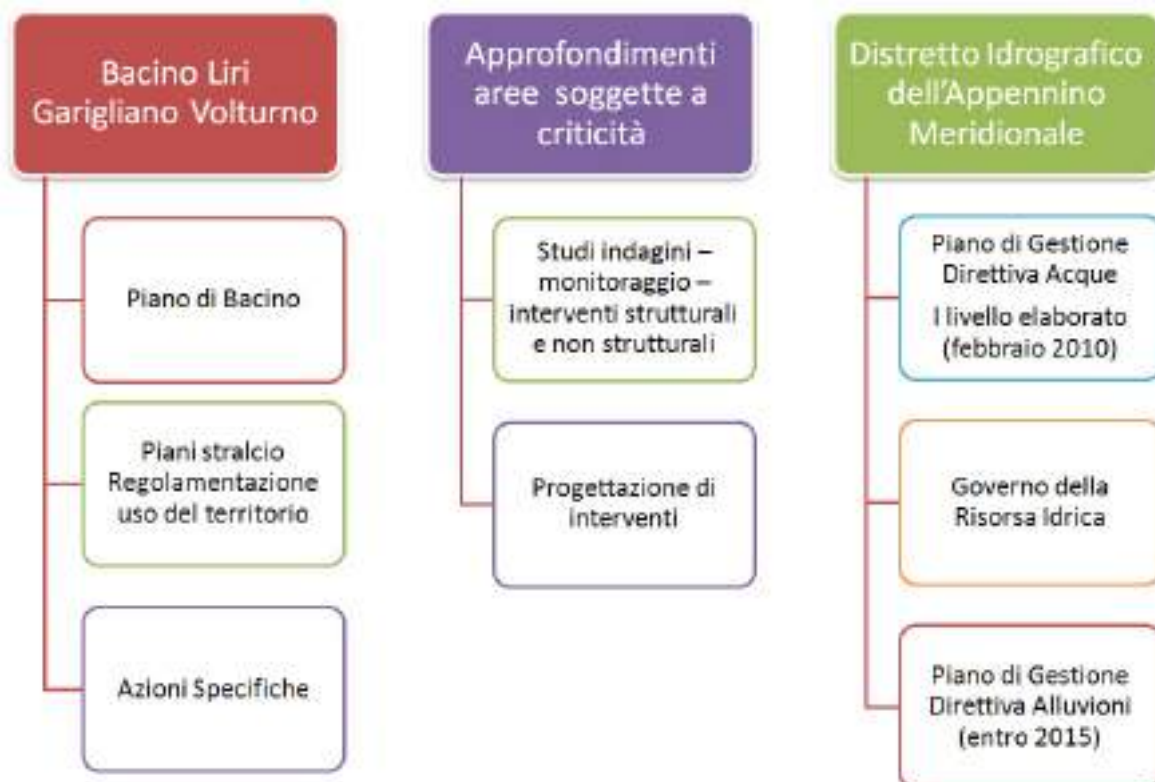 Bacino Liri
Garigliano Volturno
Piano di Bacino
Piani stralcio
Regolamentazione
uso del territorio
Azioni Specifiche
Approfondimenti
aree soggette a
criticità
Studi indagini –
monitoraggio –
interventi strutturali
e non strutturali
Progettazione di
interventi
Distretto Idrografico
dell'Appennino
Meridionale
Piano di Gestione
Direttiva Acque
I livello elaborato
(febbraio 2010)
Governo della
Risorsa Idrica
Piano di Gestione
Direttiva Alluvioni
(entro 2015)